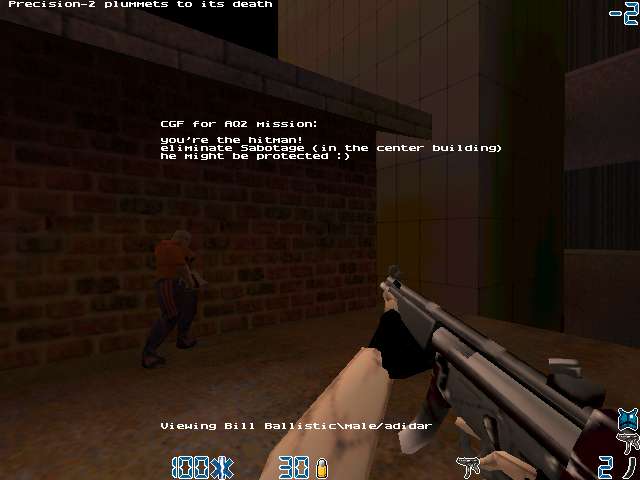 Precision-2 plummets to its death
-2
CGF for AQ2 mission:
you're the hitman!
eliminate Sabotage (in the center building)
he might be protected :)
Viewing Bill Ballistic\male/adidar
100 30 2